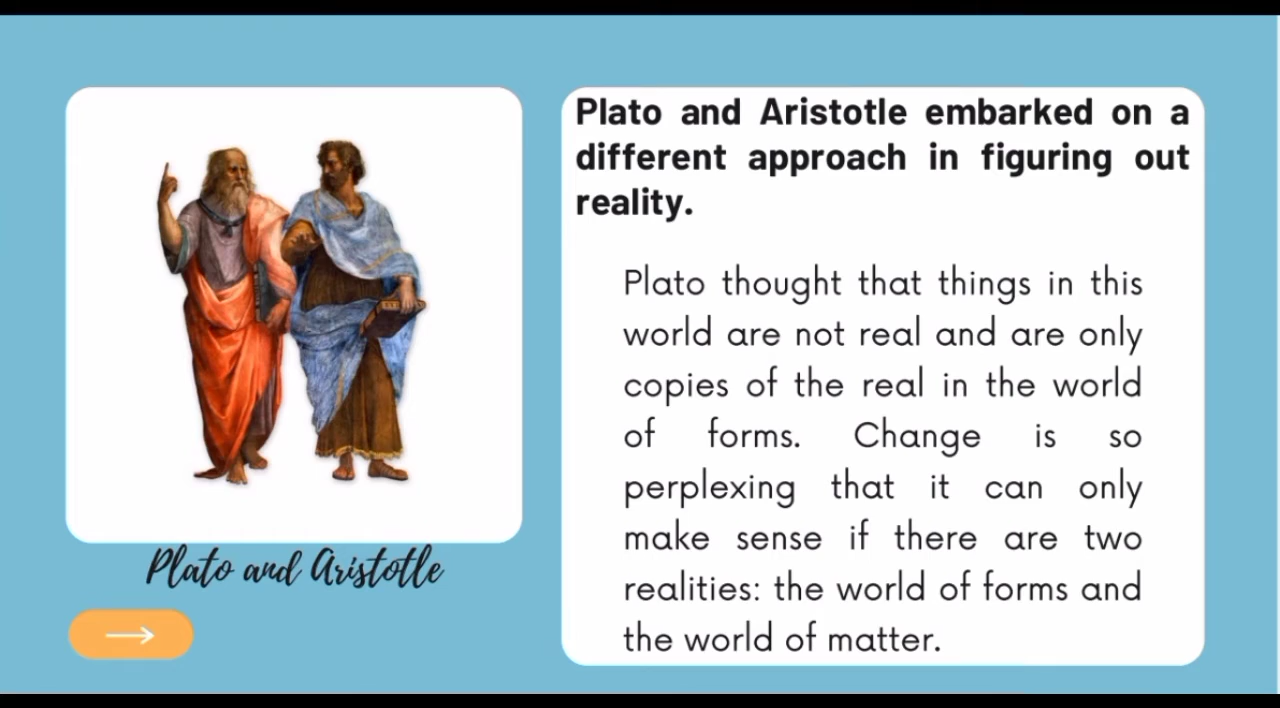 Plato and Aristotle embarked on a
different approach in figuring out
reality.
Plato thought that things in this
world are not real and are only
copies of the real in the world
of forms. Change is so
perplexing that it can only
make sense if there are two
realities: the world of forms and
the world of matter.
Plato and Aristotle